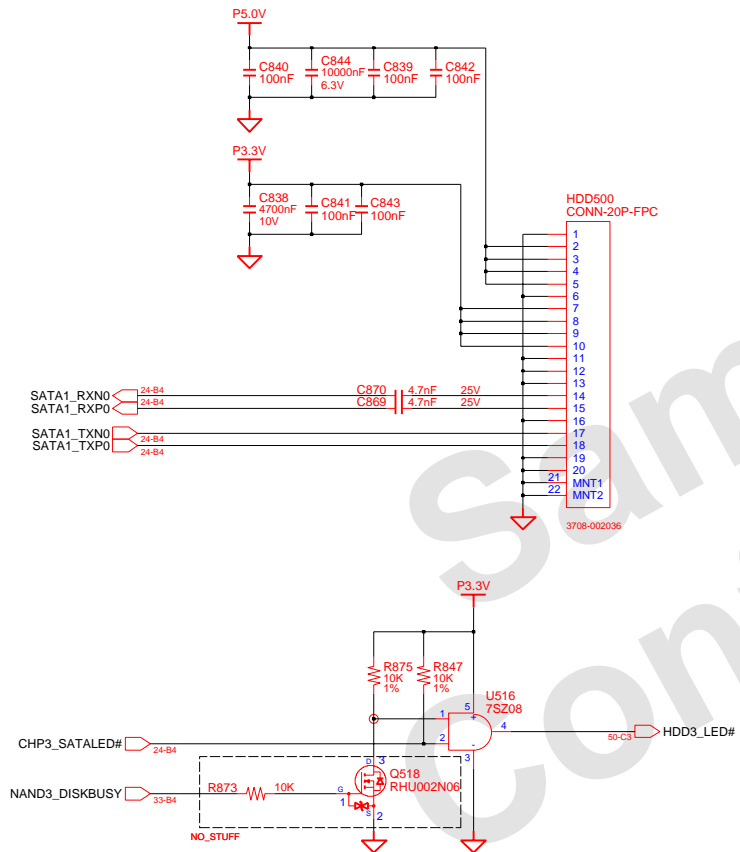 P5.0V
C840
100nF
C844
10000nF
6.3V
C839
100nF
C842
100nF
P3.3V
C838
4700nF
10V
C841
100nF
C843
100nF
HDD500
CONN-20P-FPC
1
2
3
4
5
6
7
8
9
10
11
12
13
14
15
16
17
18
19
20
21 MNT1
22 MNT2
3708-002036
SATA1_RXN0 24-B4 C870 4.7nF 25V
SATA1_RXP0 24-B4 C869 4.7nF 25V
SATA1_TXN0 24-B4
SATA1_TXP0 24-B4
Sam
Con
P3.3V
R875
10K
1%
R847
10K
1%
U516
7SZ08
5
+
1
2
4
-
3
50-C3 HDD3_LED#
CHP3_SATALED# 24-B4
D 3
Q518
RHU002N06
G
1
S
2
NAND3_DISKBUSY 33-B4 R873 10K
NO_STUFF